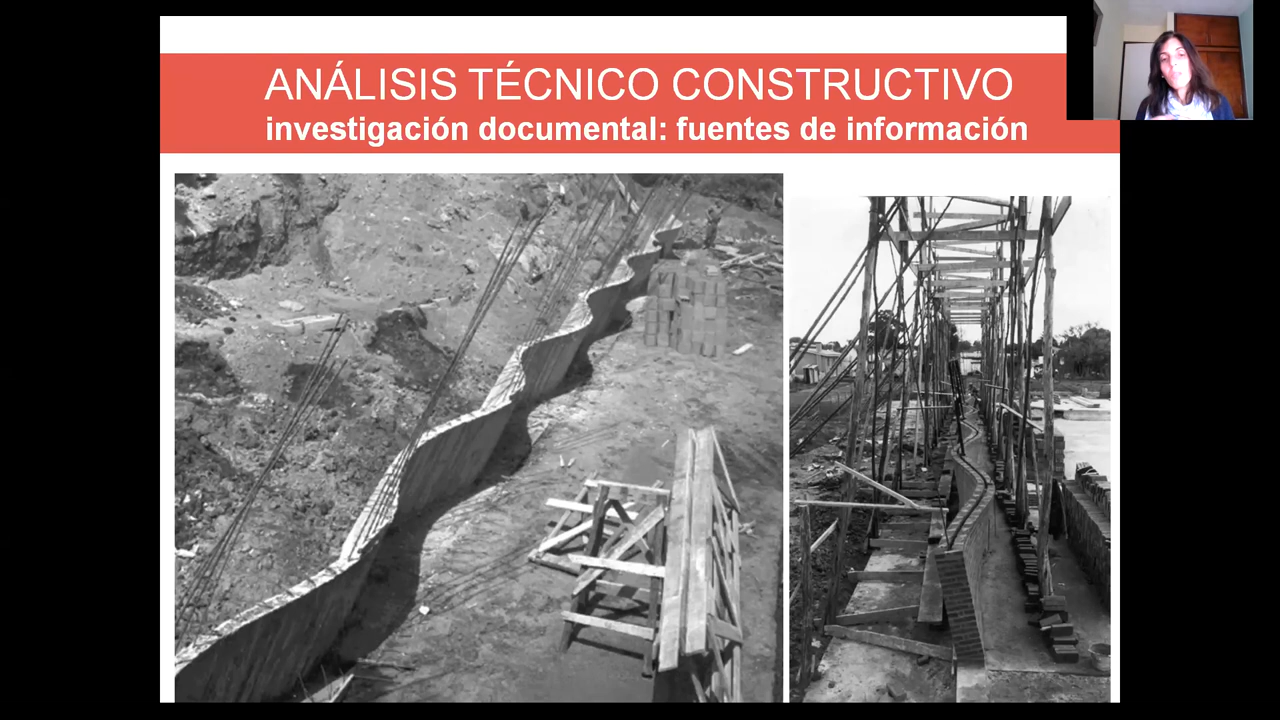 ANÁLISIS TÉCNICO CONSTRUCTIVO
investigación documental: fuentes de información